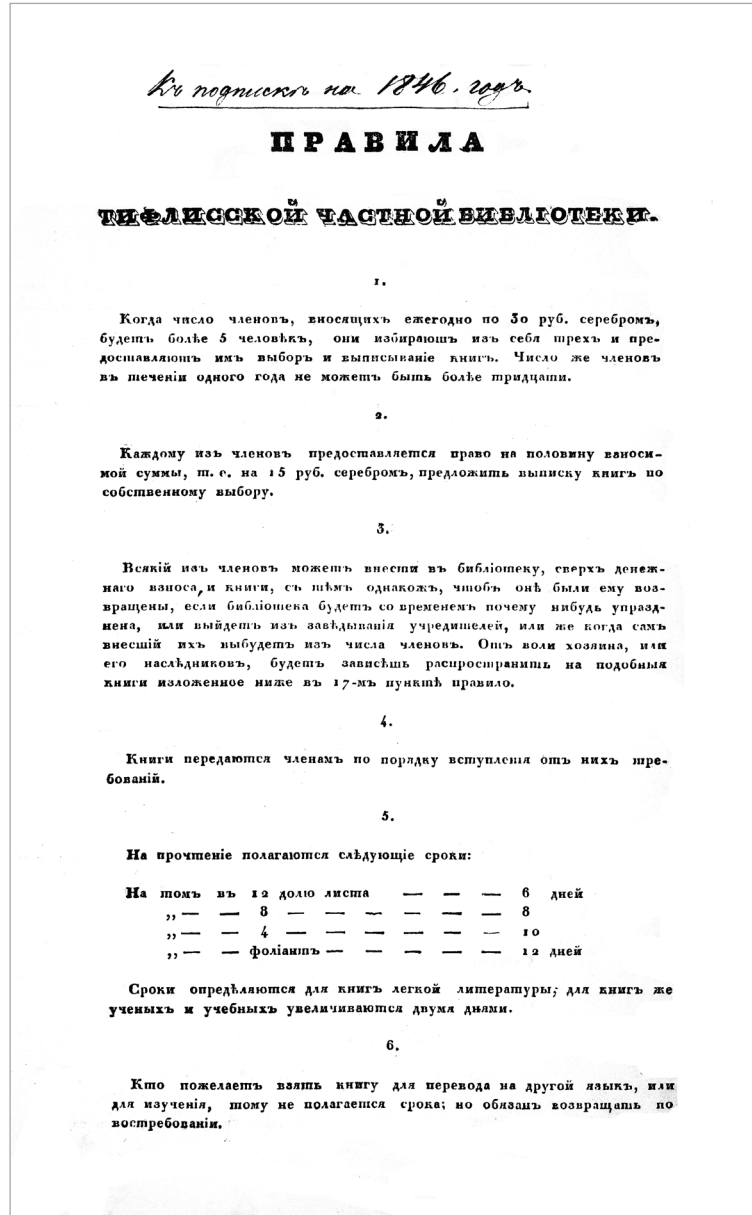 Къ подпискѣ на 1846. годъ
ПРАВИЛА
ТИФЛИССКОЙ ЧАСТНОЙ БИБЛІОТЕКИ.
1.
Когда число членовъ, вносящихъ ежегодно по 30 руб. серебромъ,
будетъ болѣе 5 человѣкъ, они избираютъ изъ себя трехъ и пре-
доставляютъ имъ выборъ и выписываніе книгъ. Число же членовъ
въ теченіи одного года не можетъ быть болѣе тридцати.
2.
Каждому изъ членовъ предоставляется право на половину взноси-
мой суммы, т. е. на 15 руб. серебромъ, предложить выписку книгъ по
собственному выбору.
3.
Всякій изъ членовъ можетъ внести въ библіотеку, сверхъ денеж-
наго взноса, и книги, съ тѣмъ однакожъ, чтобъ онѣ были ему воз-
вращены, если библіотека будетъ со временемъ почему нибудь упразд-
нена, или выйдетъ изъ завѣдыванія учредителей, или же когда самъ
внесшій ихъ выбудетъ изъ числа членовъ. Отъ воли хозяина, или
его наслѣдниковъ, будетъ зависѣть распространить на подобныя
книги изложенное ниже въ 17-мъ пунктѣ правило.
4.
Книги передаются членамъ по порядку вступленія отъ нихъ тре-
бованій.
5.
На прочтеніе полагаются слѣдующіе сроки:
На томъ въ 12 долю листа — — — 6 дней
„ — — 8 — — — — — — 8
„ — — 4 — — — — — — 10
„ — — фоліантъ — — — — — 12 дней
Сроки опредѣляются для книгъ легкой литературы; для книгъ же
ученыхъ и учебныхъ увеличиваются двумя днями.
6.
Кто пожелаетъ взять книгу для перевода на другой языкъ, или
для изученія, тому не полагается срока; но обязанъ возвращать по
востребованіи.